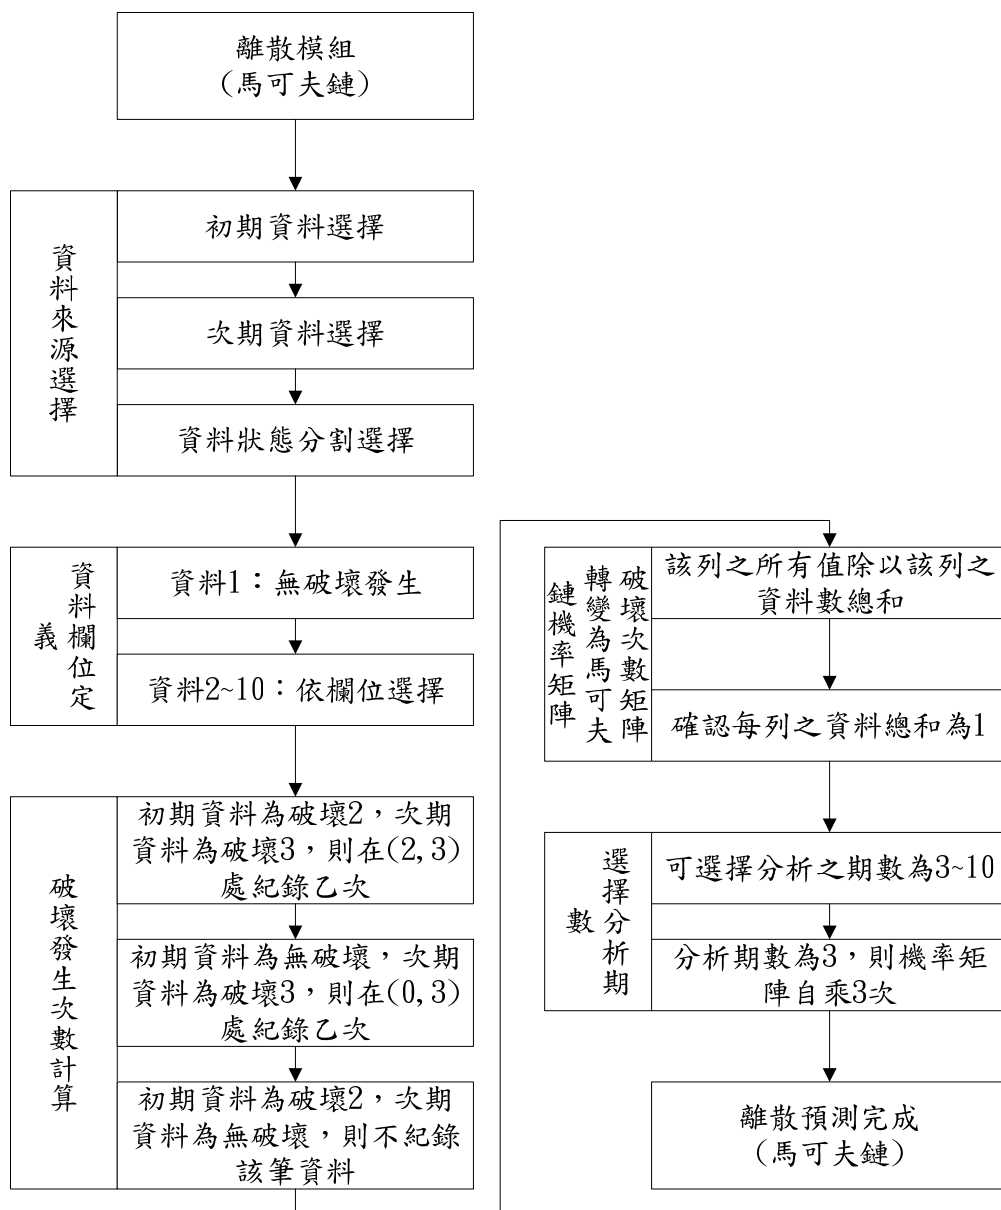 離散模組
(馬可夫鏈)
資料來源選擇
初期資料選擇
次期資料選擇
資料狀態分割選擇
資料欄位定
義
資料1：無破壞發生
資料2~10：依欄位選擇
破壞發生次數計算
初期資料為破壞2，次期
資料為破壞3，則在(2,3)
處紀錄乙次
初期資料為無破壞，次期
資料為破壞3，則在(0,3)
處紀錄乙次
初期資料為破壞2，次期
資料為無破壞，則不紀錄
該筆資料
破壞次數矩陣
轉變為馬可夫
鏈機率矩陣
該列之所有值除以該列之
資料數總和
確認每列之資料總和為1
選擇分析期
數
可選擇分析之期數為3~10
分析期數為3，則機率矩
陣自乘3次
離散預測完成
(馬可夫鏈)